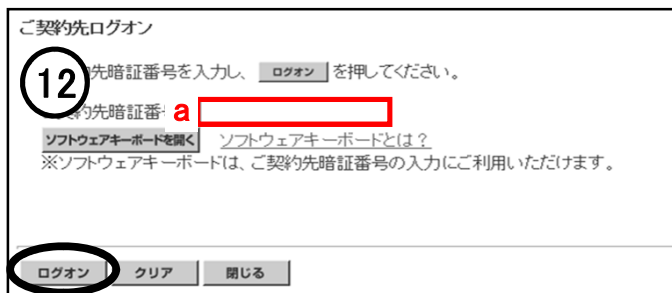 ご契約先ログオン
先暗証番号を入力し、 ログオン を押してください。
12
契約先暗証番 a
ソフトウェアキーボードを開く ソフトウェアキーボードとは？
※ソフトウェアキーボードは、ご契約先暗証番号の入力にご利用いただけます。
ログオン クリア 閉じる